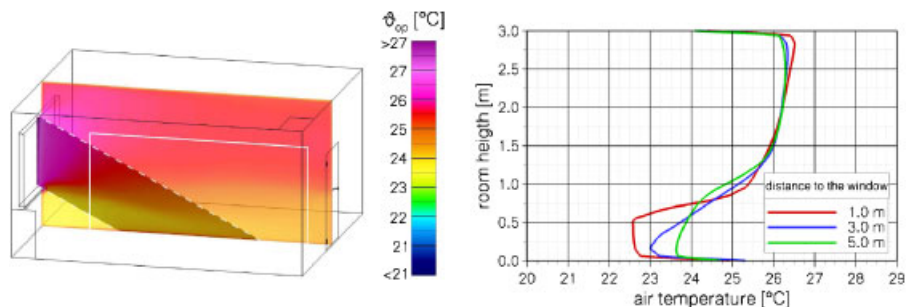 ϑop [°C]
>27
27
26
25
24
23
22
21
<21
3.0
2.5
2.0
1.5
1.0
0.5
0.0
room heigth [m]
distance to the window
1.0 m
3.0 m
5.0 m
20 21 22 23 24 25 26 27 28 29
air temperature [°C]